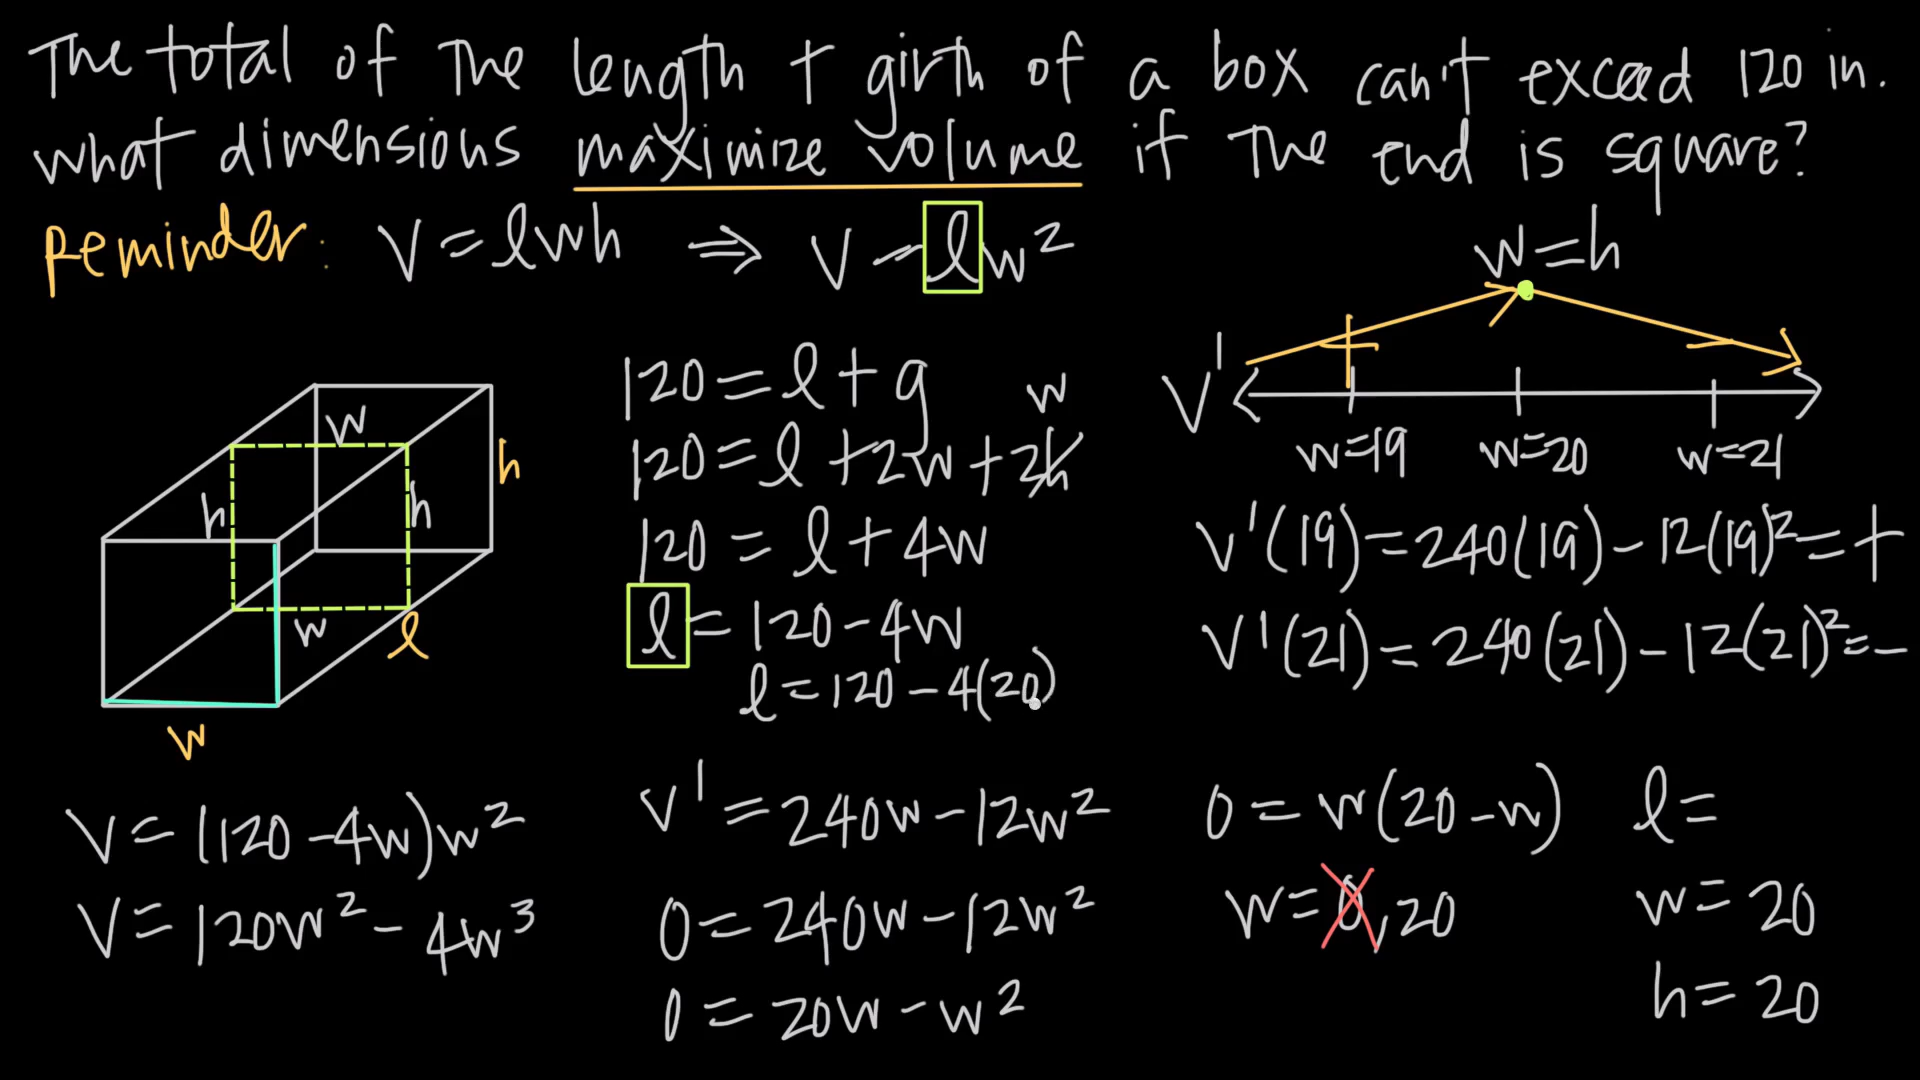 The total of the length + girth of a box can't exceed 120 in.
what dimensions maximize volume if the end is square?
Reminder: V = lwh ⇒ V = lw²
w = h
w
h
h
h
w
l
w
120 = l + g
w
120 = l + 2w + 2h
120 = l + 4w
l = 120 - 4w
l = 120 - 4(20)
V'
w=19 w=20 w=21
V'(19) = 240(19) - 12(19)² = +
V'(21) = 240(21) - 12(21)² = -
V = (120 - 4w)w²
V = 120w² - 4w³
V' = 240w - 12w²
0 = 240w - 12w²
0 = 20w - w²
0 = w(20 - w)
w = 0, 20
l =
w = 20
h = 20